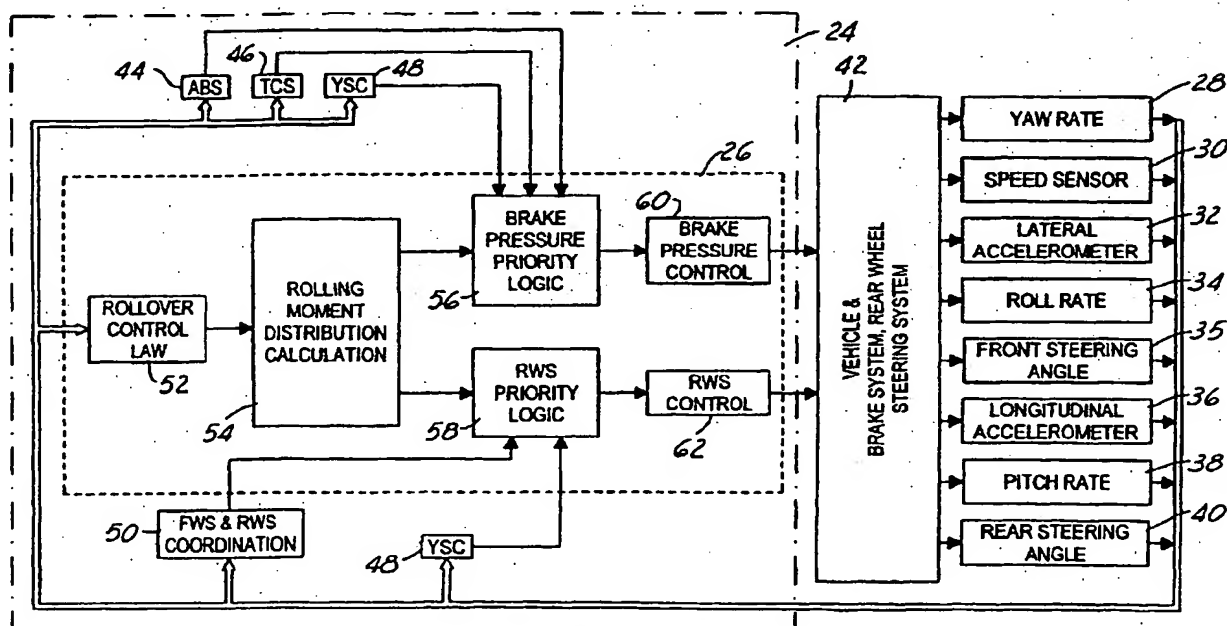 24
44
ABS
46
TCS
48
YSC
42
28
YAW RATE
26
30
SPEED SENSOR
60
BRAKE
PRESSURE
PRIORITY
LOGIC
56
BRAKE
PRESSURE
CONTROL
32
LATERAL
ACCELEROMETER
ROLLOVER
CONTROL
LAW
52
ROLLING
MOMENT
DISTRIBUTION
CALCULATION
54
VEHICLE &
BRAKE SYSTEM, REAR WHEEL
STEERING SYSTEM
34
ROLL RATE
35
FRONT STEERING
ANGLE
RWS
PRIORITY
LOGIC
58
RWS
CONTROL
62
36
LONGITUDINAL
ACCELEROMETER
38
PITCH RATE
50
FWS & RWS
COORDINATION
48
YSC
40
REAR STEERING
ANGLE